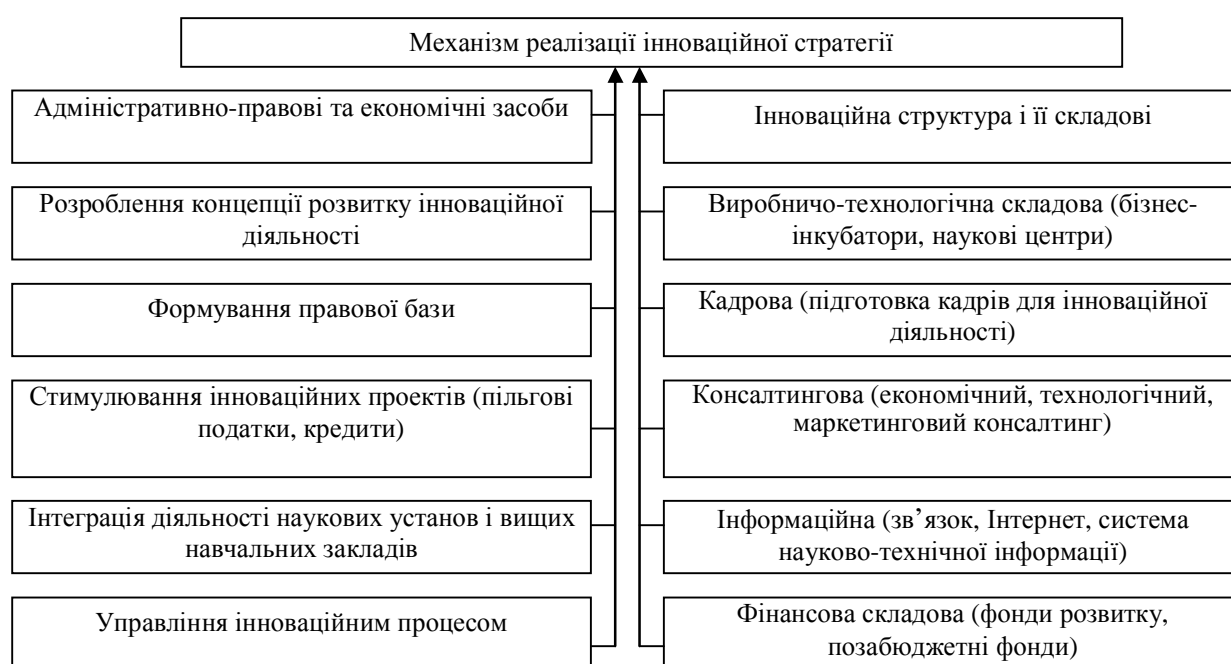 Механізм реалізації інноваційної стратегії
Адміністративно-правові та економічні засоби
Інноваційна структура і її складові
Розроблення концепції розвитку інноваційної
діяльності
Виробничо-технологічна складова (бізнес-
інкубатори, наукові центри)
Формування правової бази
Кадрова (підготовка кадрів для інноваційної
діяльності)
Стимулювання інноваційних проектів (пільгові
податки, кредити)
Консалтингова (економічний, технологічний,
маркетинговий консалтинг)
Інтеграція діяльності наукових установ і вищих
навчальних закладів
Інформаційна (зв’язок, Інтернет, система
науково-технічної інформації)
Управління інноваційним процесом
Фінансова складова (фонди розвитку,
позабюджетні фонди)